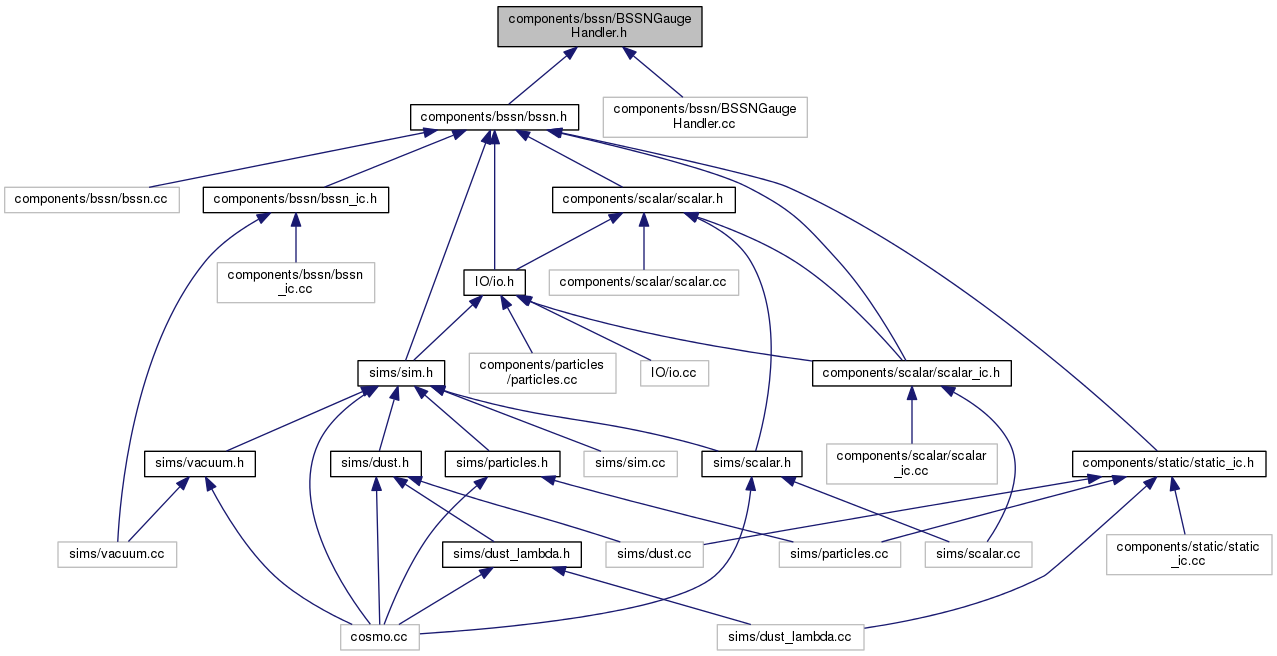 components/bssn/BSSNGauge
Handler.h
components/bssn/bssn.h
components/bssn/BSSNGauge
Handler.cc
components/bssn/bssn.cc
components/bssn/bssn_ic.h
components/scalar/scalar.h
components/bssn/bssn
_ic.cc
IO/io.h
components/scalar/scalar.cc
sims/sim.h
components/particles
/particles.cc
IO/io.cc
components/scalar/scalar_ic.h
sims/vacuum.h
sims/dust.h
sims/particles.h
sims/sim.cc
sims/scalar.h
components/scalar/scalar
_ic.cc
components/static/static_ic.h
sims/vacuum.cc
sims/dust_lambda.h
sims/dust.cc
sims/particles.cc
sims/scalar.cc
components/static/static
_ic.cc
cosmo.cc
sims/dust_lambda.cc